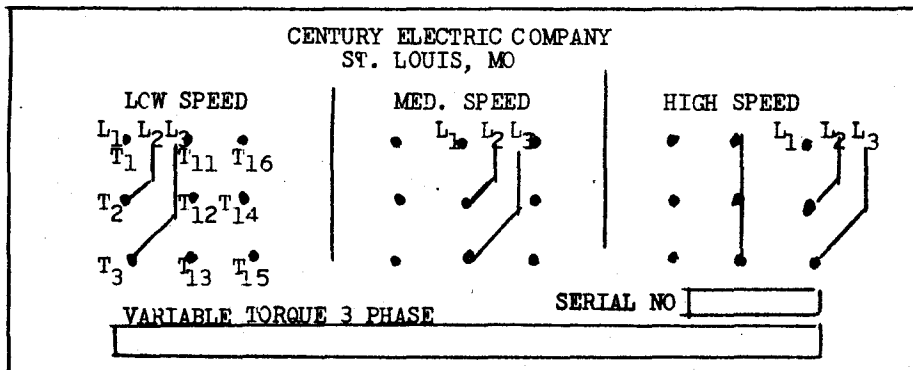 CENTURY ELECTRIC COMPANY
ST. LOUIS, MO
LOW SPEED
MED. SPEED
HIGH SPEED
L1 L2 L3
L1 L2 L3
L1 L2 L3
T1 T11 T16
T2 T12 T14
T3 T13 T15
SERIAL NO
VARIABLE TORQUE 3 PHASE